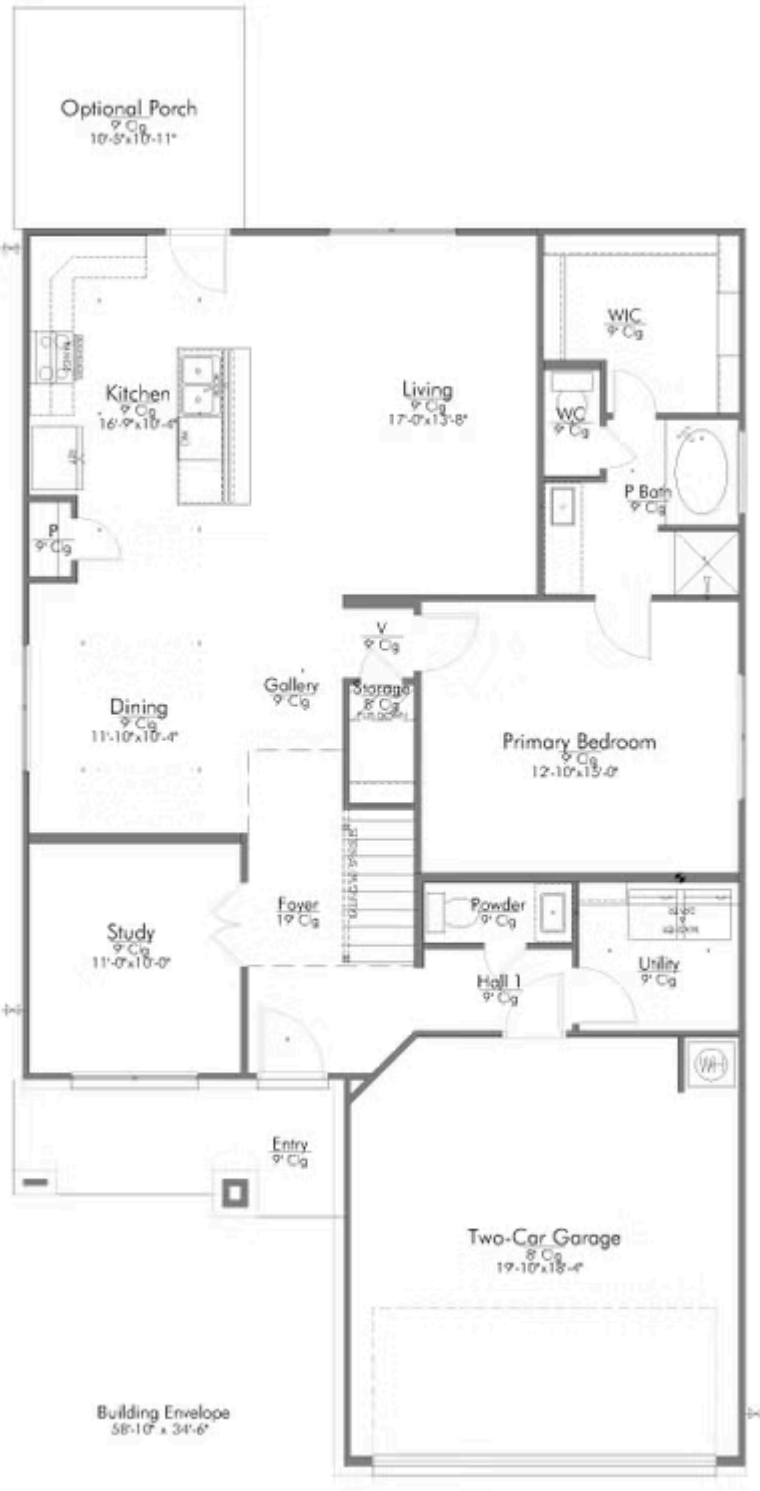 Optional Porch
9' Clg
10'-5"x10'-11"
WIC
9' Clg
Kitchen
9' Clg
16'-9"x10'-4"
Living
9' Clg
17'-0"x13'-8"
WC
9' Clg
P Bath
9' Clg
P
9' Clg
V
9' Clg
Gallery
9' Clg
Storage
8' Clg
Dining
9' Clg
11'-10"x10'-4"
Primary Bedroom
9' Clg
12'-10"x15'-0"
Foyer
19' Clg
Powder
9' Clg
Study
9' Clg
11'-0"x10'-0"
Utility
9' Clg
Hall 1
9' Clg
WH
Entry
9' Clg
Two-Car Garage
8' Clg
19'-10"x18'-4"
Building Envelope
58'-10" x 34'-6"